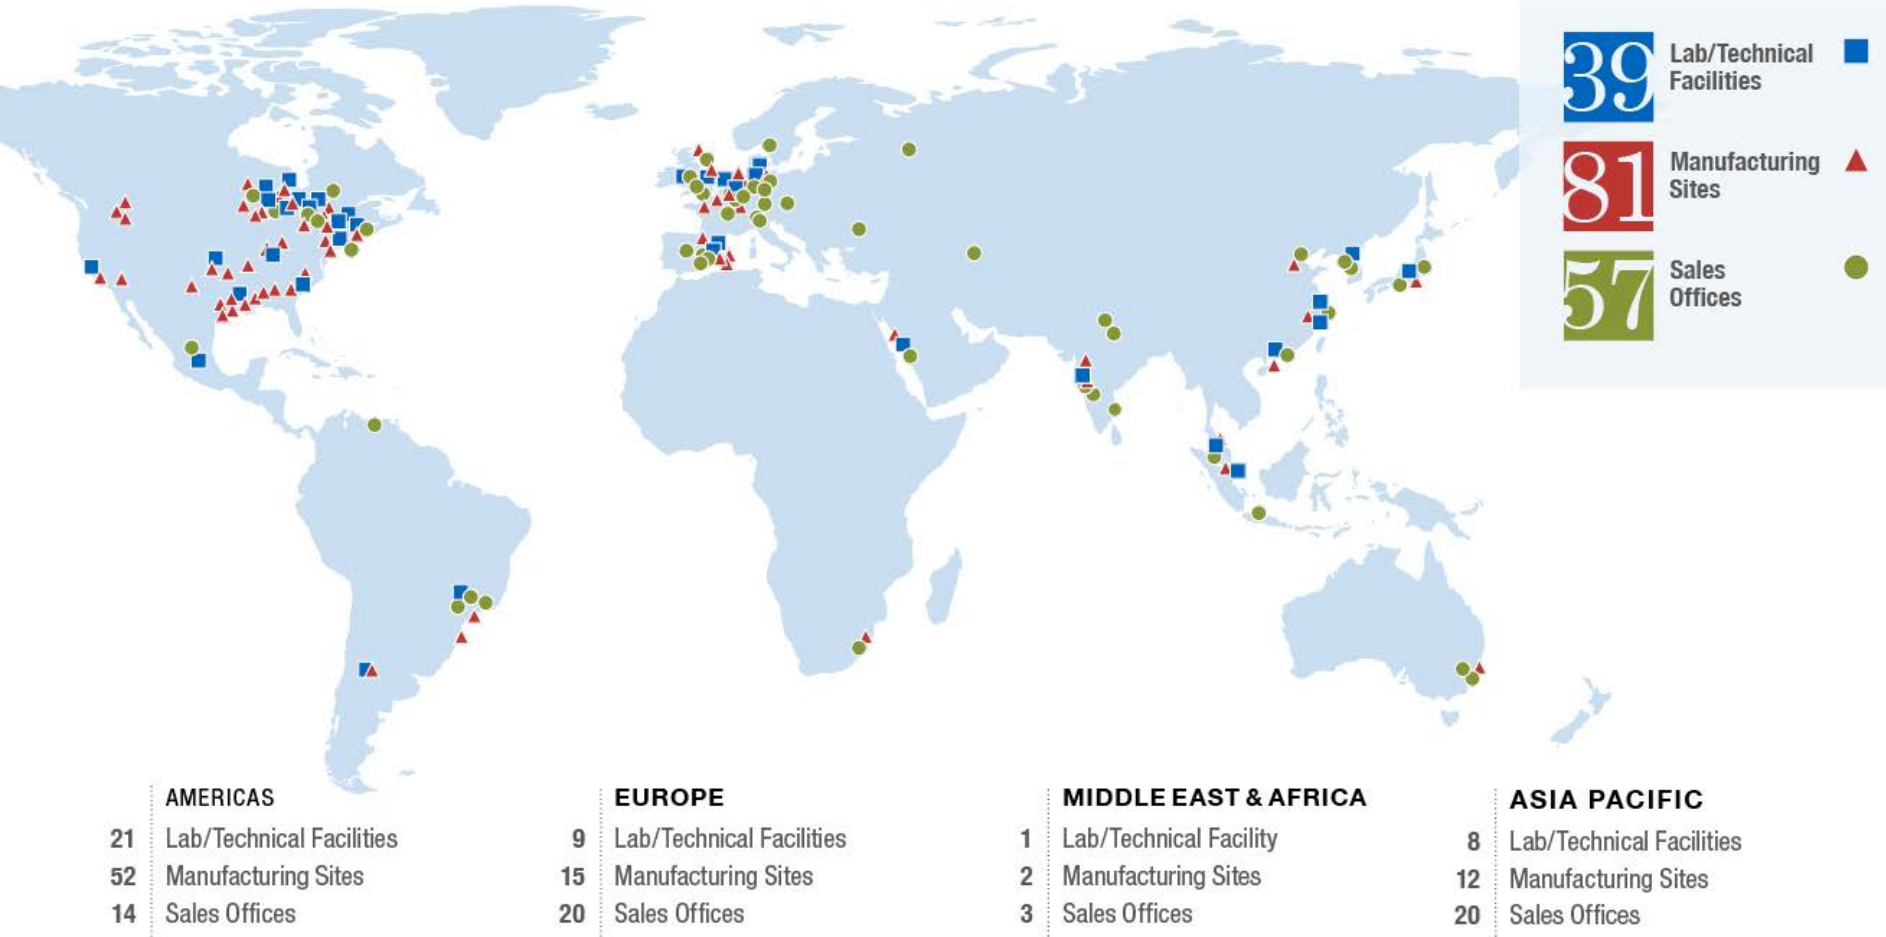 39 Lab/Technical
Facilities
81 Manufacturing
Sites
57 Sales
Offices
AMERICAS
21 Lab/Technical Facilities
52 Manufacturing Sites
14 Sales Offices
EUROPE
9 Lab/Technical Facilities
15 Manufacturing Sites
20 Sales Offices
MIDDLE EAST & AFRICA
1 Lab/Technical Facility
2 Manufacturing Sites
3 Sales Offices
ASIA PACIFIC
8 Lab/Technical Facilities
12 Manufacturing Sites
20 Sales Offices